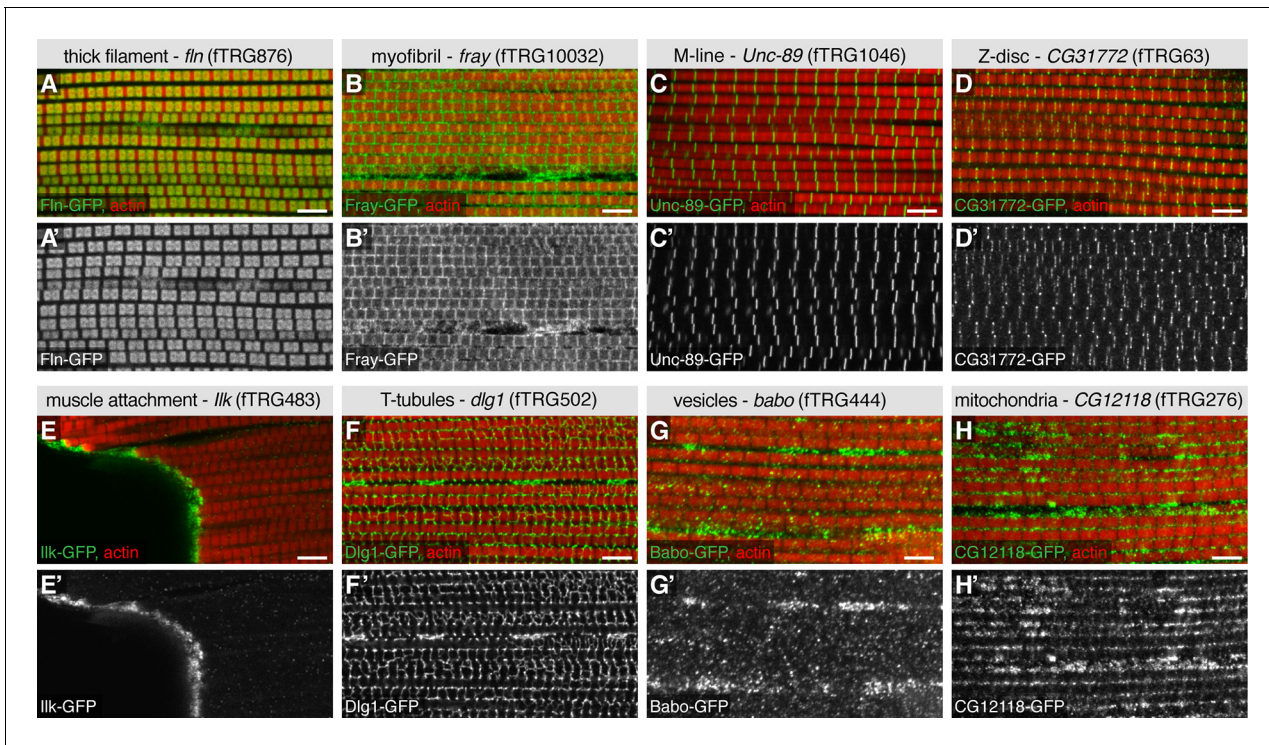 thick filament - fln (fTRG876)
myofibril - fray (fTRG10032)
M-line - Unc-89 (fTRG1046)
Z-disc - CG31772 (fTRG63)
A
B
C
D
Fln-GFP, actin
Fray-GFP, actin
Unc-89-GFP, actin
CG31772-GFP, actin
A'
B'
C'
D'
Fln-GFP
Fray-GFP
Unc-89-GFP
CG31772-GFP
muscle attachment - Ilk (fTRG483)
T-tubules - dlg1 (fTRG502)
vesicles - babo (fTRG444)
mitochondria - CG12118 (fTRG276)
E
F
G
H
Ilk-GFP, actin
Dlg1-GFP, actin
Babo-GFP, actin
CG12118-GFP, actin
E'
F'
G'
H'
Ilk-GFP
Dlg1-GFP
Babo-GFP
CG12118-GFP